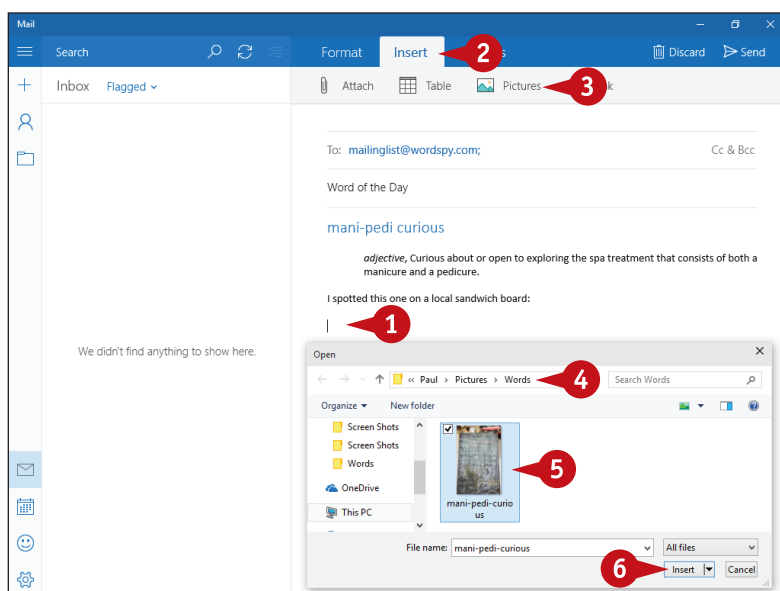 Mail
Search
Format Insert 2 s
Discard Send
Inbox Flagged
Attach Table Pictures 3 k
To: mailinglist@wordspy.com; Cc & Bcc
Word of the Day
mani-pedi curious
adjective, Curious about or open to exploring the spa treatment that consists of both a
manicure and a pedicure.
I spotted this one on a local sandwich board:
1
We didn't find anything to show here.
Open
« Paul > Pictures > Words 4 Search Words
Organize New folder
Screen Shots
Screen Shots
Words
OneDrive
This PC
mani-pedi-curio
us
5
File name: mani-pedi-curious All files
6 Insert Cancel